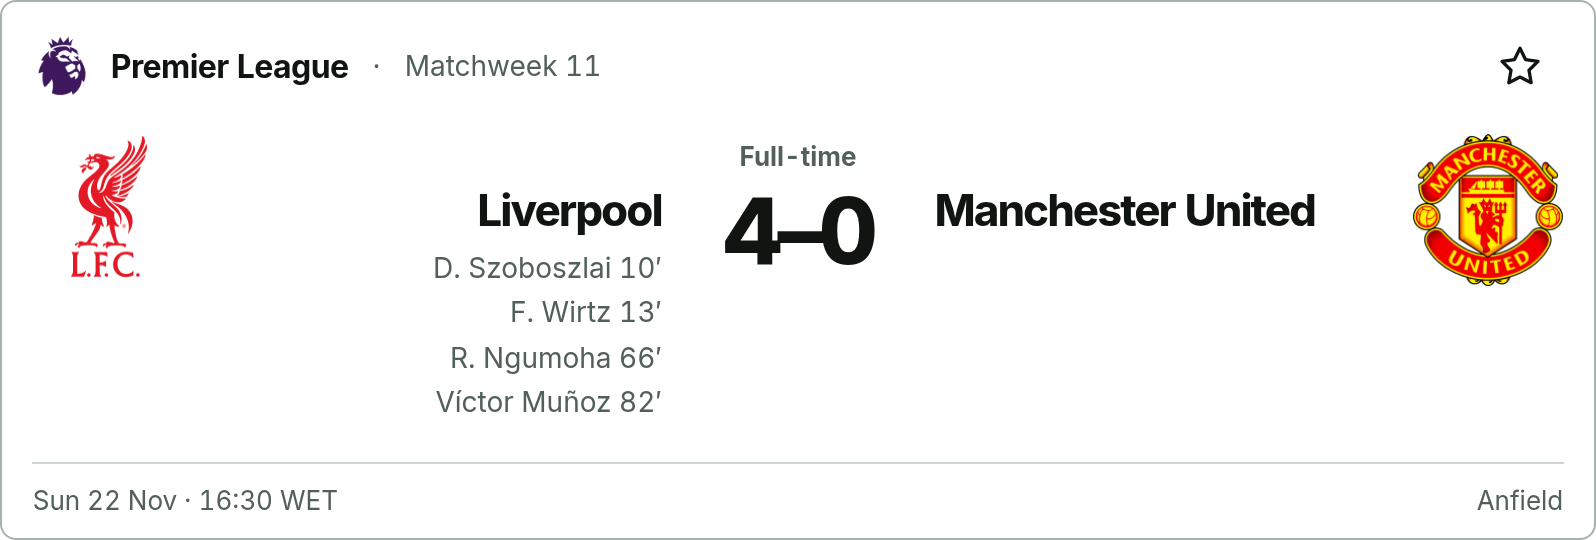 Premier League · Matchweek 11
Full-time
Liverpool 4–0 Manchester United
D. Szoboszlai 10′
F. Wirtz 13′
R. Ngumoha 66′
Víctor Muñoz 82′
L.F.C.
MANCHESTER
UNITED
Sun 22 Nov · 16:30 WET
Anfield